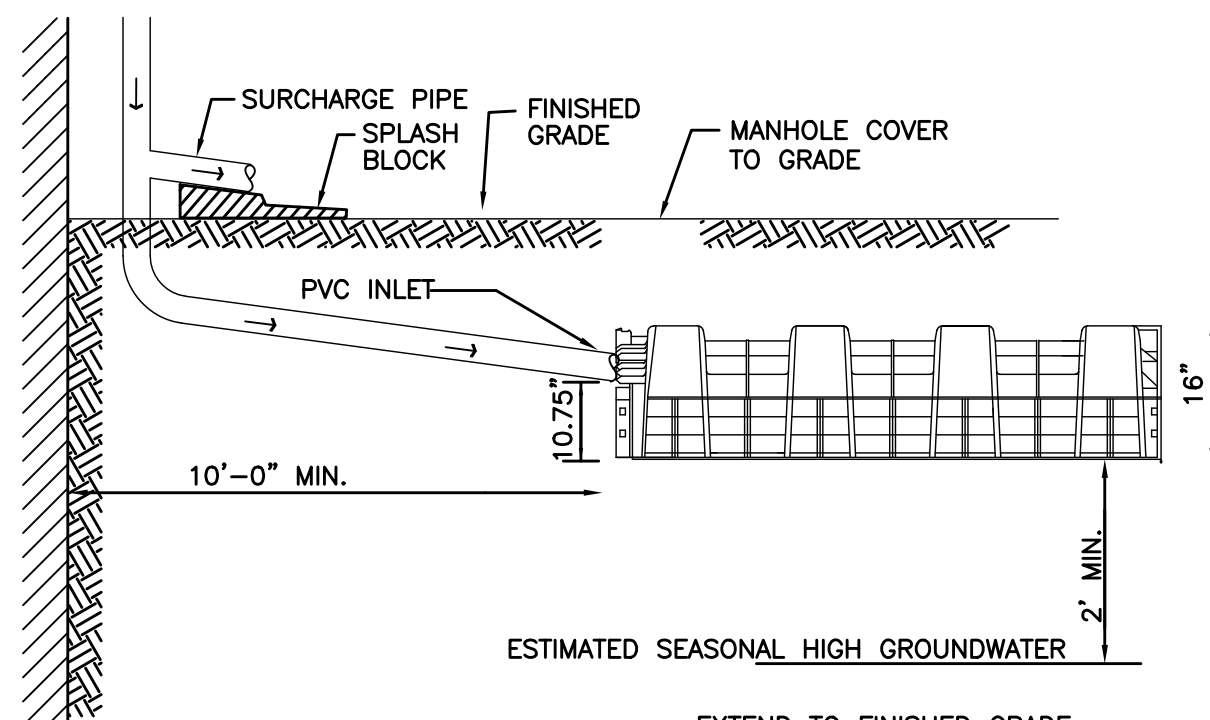 SURCHARGE PIPE
SPLASH
BLOCK
FINISHED
GRADE
MANHOLE COVER
TO GRADE
PVC INLET
10.75"
16"
10'-0" MIN.
2' MIN.
ESTIMATED SEASONAL HIGH GROUNDWATER
EXTEND TO FINISHED GRADE